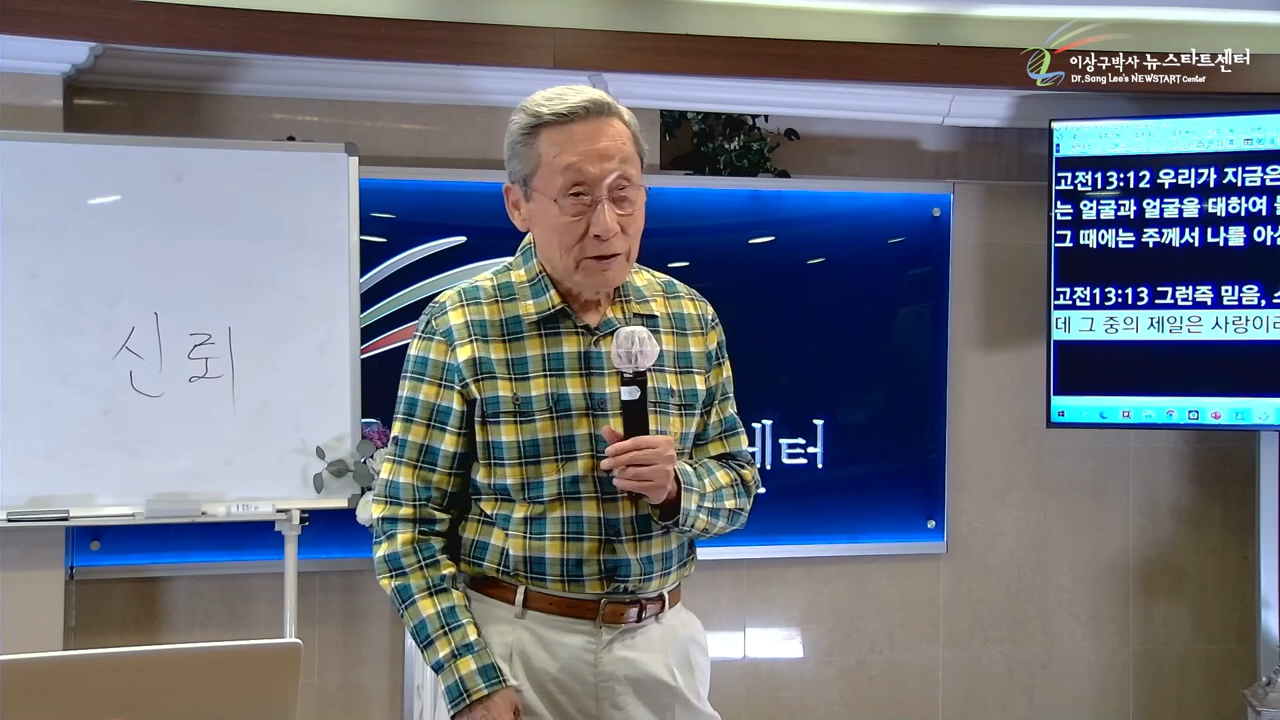 이상구박사 뉴스타트센터
Dr. Sang Lee's NEWSTART Center
신뢰
센터
고전13:12 우리가 지금은
는 얼굴과 얼굴을 대하여
그 때에는 주께서 나를
고전13:13 그런즉 믿음,
데 그 중의 제일은 사랑이라